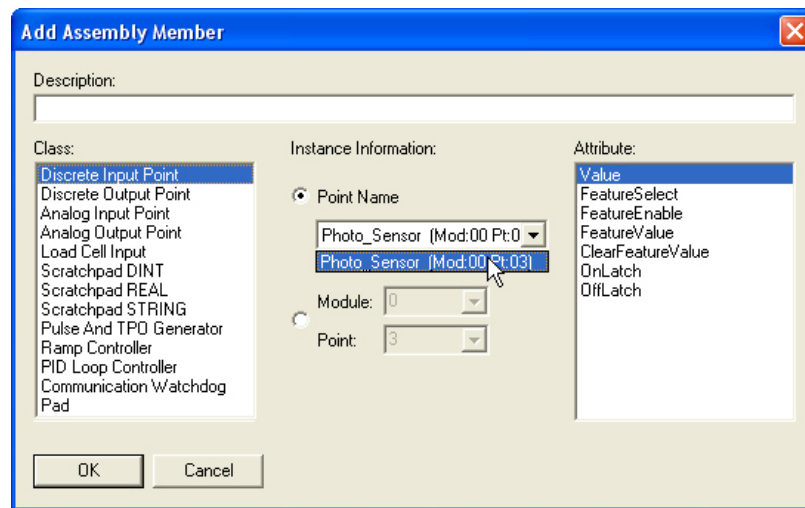 Add Assembly Member
Description:
Class:
Discrete Input Point
Discrete Output Point
Analog Input Point
Analog Output Point
Load Cell Input
Scratchpad DINT
Scratchpad REAL
Scratchpad STRING
Pulse And TPO Generator
Ramp Controller
PID Loop Controller
Communication Watchdog
Pad
Instance Information:
Point Name
Photo_Sensor (Mod:00 Pt:0
Photo_Sensor (Mod:00 Pt:03)
Module: 0
Point: 3
Attribute:
Value
FeatureSelect
FeatureEnable
FeatureValue
ClearFeatureValue
OnLatch
OffLatch
OK Cancel